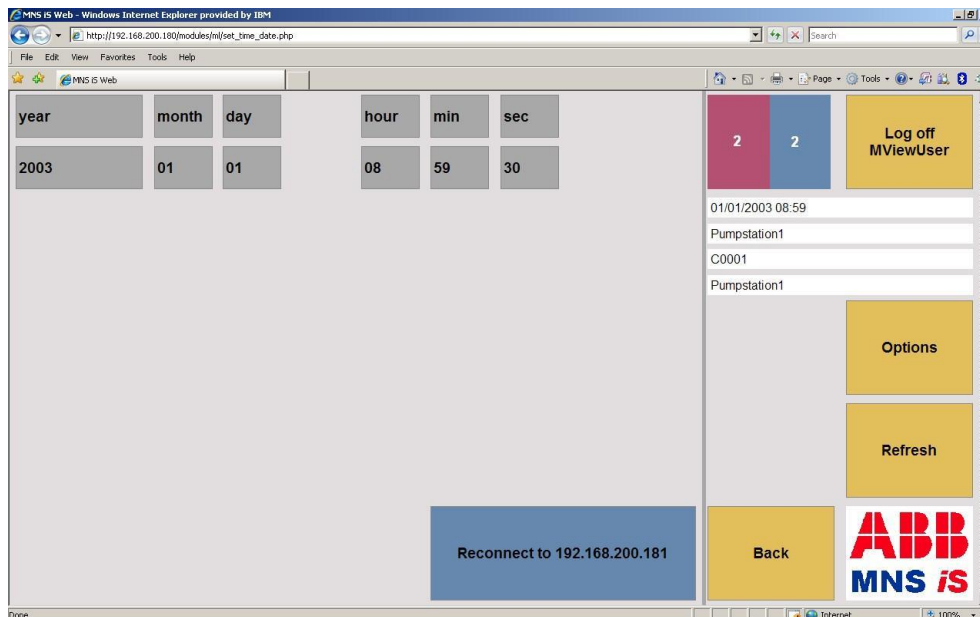 MNS iS Web - Windows Internet Explorer provided by IBM
http://192.168.200.180/modules/ml/set_time_date.php
Search
File Edit View Favorites Tools Help
MNS iS Web
Page Tools
year month day hour min sec
2003 01 01 08 59 30
2 2
Log off
MViewUser
01/01/2003 08:59
Pumpstation1
C0001
Pumpstation1
Options
Refresh
Reconnect to 192.168.200.181
Back
ABB
MNS iS
Done
Internet
100%